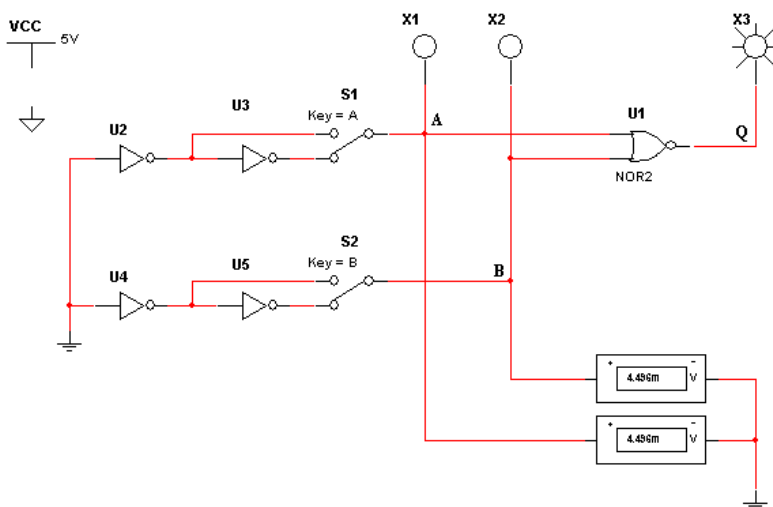 X1
X2
X3
VCC
5V
U3
S1
Key = A
U2
A
U1
Q
NOR2
S2
Key = B
U5
U4
B
+
−
4.496m
V
+
−
4.496m
V